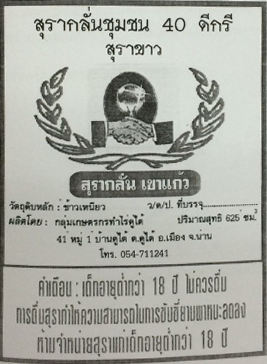 สุรากลั่นชุมชน 40 ดีกรี
สุราขาว
สุรากลั่น เขาแก้ว
วัตถุดิบหลัก : ข้าวเหนียว ว/ด/ป. ที่บรรจุ....................
ผลิตโดย : กลุ่มเกษตรกรทำไร่ดู่ใต้ ปริมาณสุทธิ 625 ซม.³
41 หมู่ 1 บ้านดู่ใต้ ต.ดู่ใต้ อ.เมือง จ.น่าน
โทร. 054-711241
คำเตือน : เด็กอายุต่ำกว่า 18 ปี ไม่ควรดื่ม
การดื่มสุราทำให้ความสามารถในการขับขี่ยานพาหนะลดลง
ห้ามจำหน่ายสุราแก่เด็กอายุต่ำกว่า 18 ปี